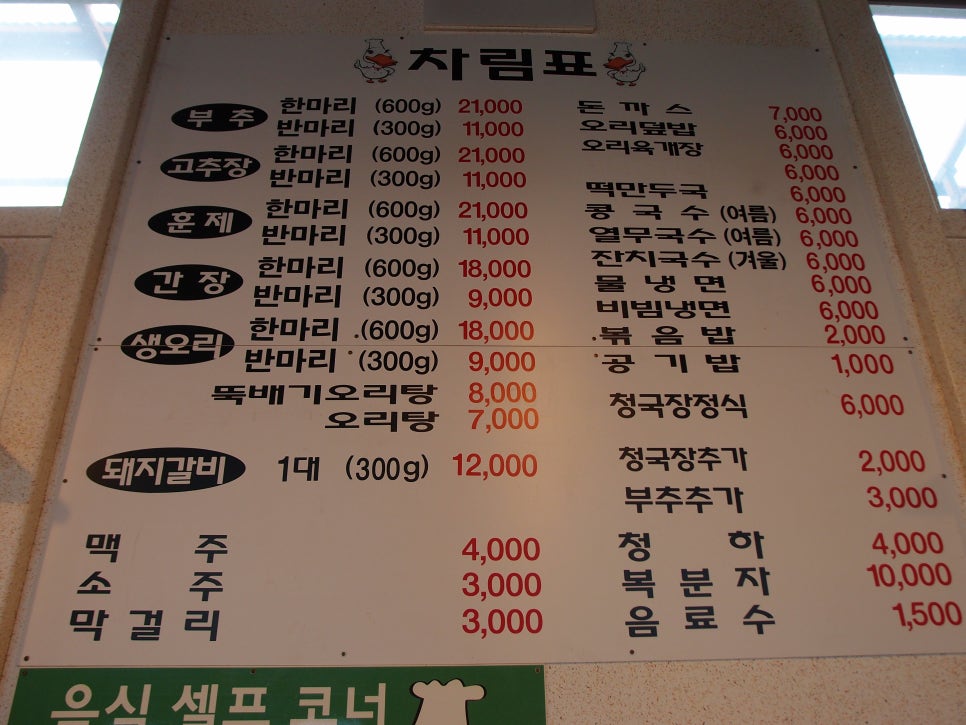 차림표
부추 한마리 (600g) 21,000
반마리 (300g) 11,000
고추장 한마리 (600g) 21,000
반마리 (300g) 11,000
훈제 한마리 (600g) 21,000
반마리 (300g) 11,000
간장 한마리 (600g) 18,000
반마리 (300g) 9,000
생오리 한마리 (600g) 18,000
반마리 (300g) 9,000
뚝배기오리탕 8,000
오리탕 7,000
돼지갈비 1대 (300g) 12,000
맥주 4,000
소주 3,000
막걸리 3,000
돈까스 7,000
오리덮밥 6,000
오리육개장 6,000
6,000
떡만두국 6,000
콩국수 (여름) 6,000
열무국수 (여름) 6,000
잔치국수 (겨울) 6,000
물냉면 6,000
비빔냉면 6,000
볶음밥 2,000
공기밥 1,000
청국장정식 6,000
청국장추가 2,000
부추추가 3,000
청하 4,000
복분자 10,000
음료수 1,500
음식 셀프 코너